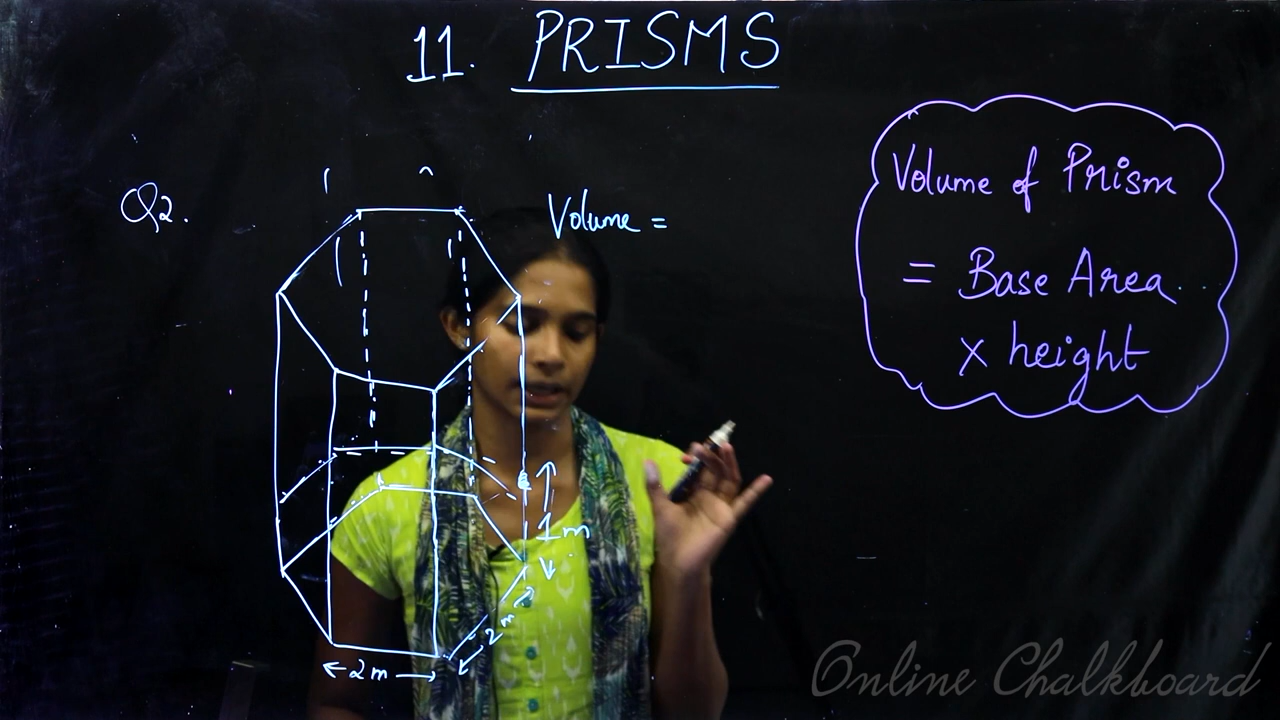 11. PRISMS
Q2.
Volume =
Volume of Prism
= Base Area
x height
1m
2m
2m
Online Chalkboard